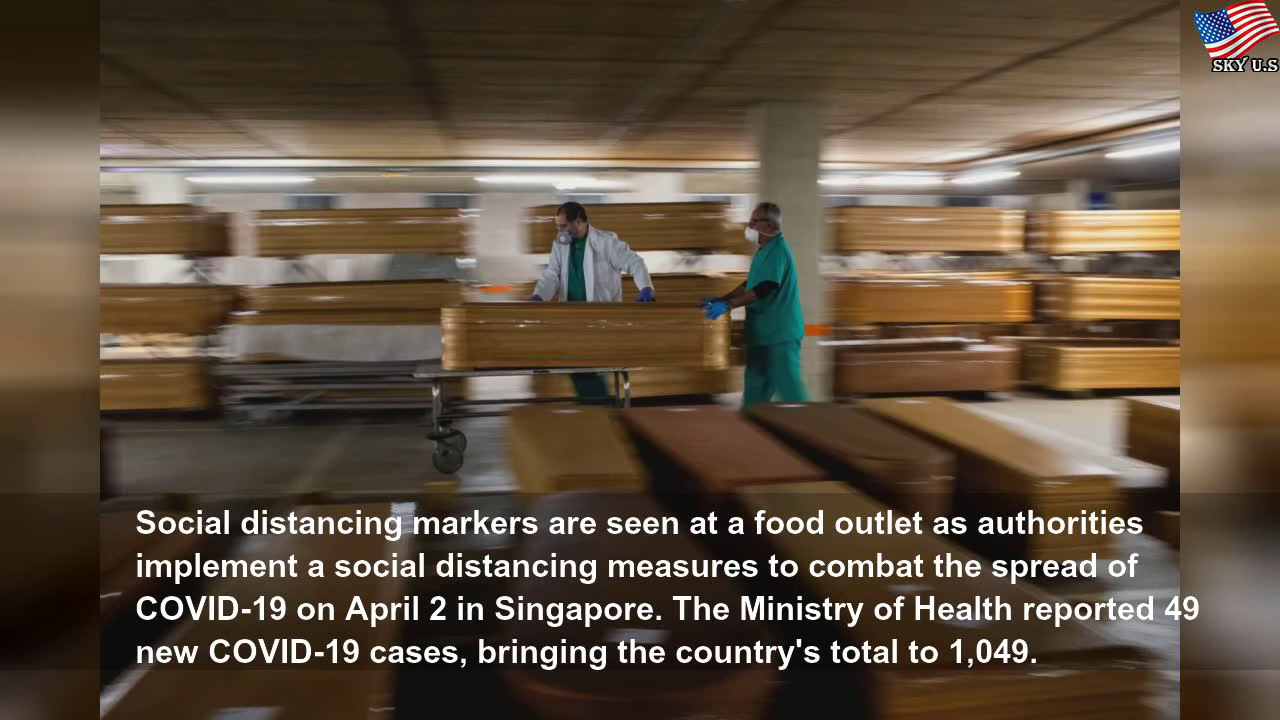 SKY U.S
Social distancing markers are seen at a food outlet as authorities
implement a social distancing measures to combat the spread of
COVID-19 on April 2 in Singapore. The Ministry of Health reported 49
new COVID-19 cases, bringing the country's total to 1,049.